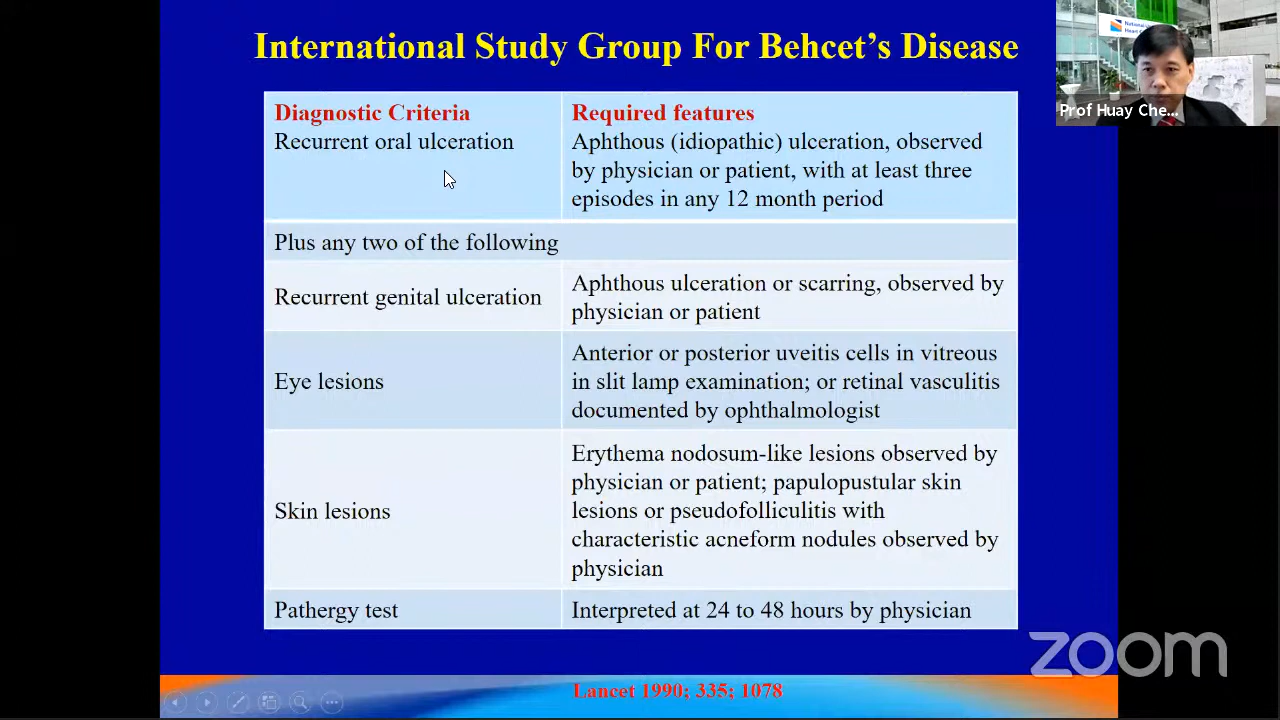 International Study Group For Behcet's Disease
Diagnostic Criteria
Required features
Recurrent oral ulceration
Aphthous (idiopathic) ulceration, observed
by physician or patient, with at least three
episodes in any 12 month period
Plus any two of the following
Recurrent genital ulceration
Aphthous ulceration or scarring, observed by
physician or patient
Eye lesions
Anterior or posterior uveitis cells in vitreous
in slit lamp examination; or retinal vasculitis
documented by ophthalmologist
Skin lesions
Erythema nodosum-like lesions observed by
physician or patient; papulopustular skin
lesions or pseudofolliculitis with
characteristic acneform nodules observed by
physician
Pathergy test
Interpreted at 24 to 48 hours by physician
Lancet 1990; 335; 1078
National
Prof Huay Che...
zoom